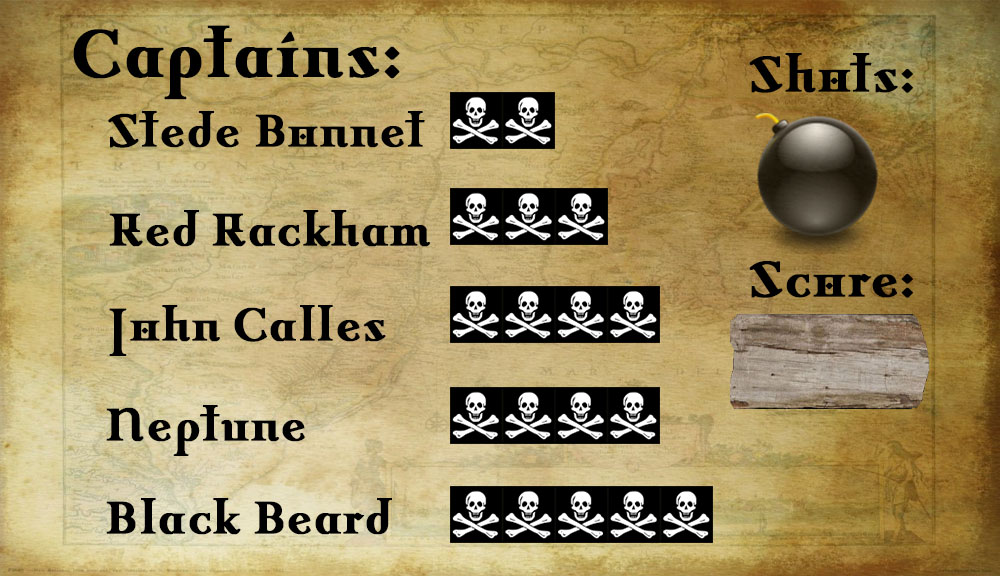 Captains:
Stede Bonnet
Red Rackham
John Calles
Neptune
Black Beard
Shots:
Score: